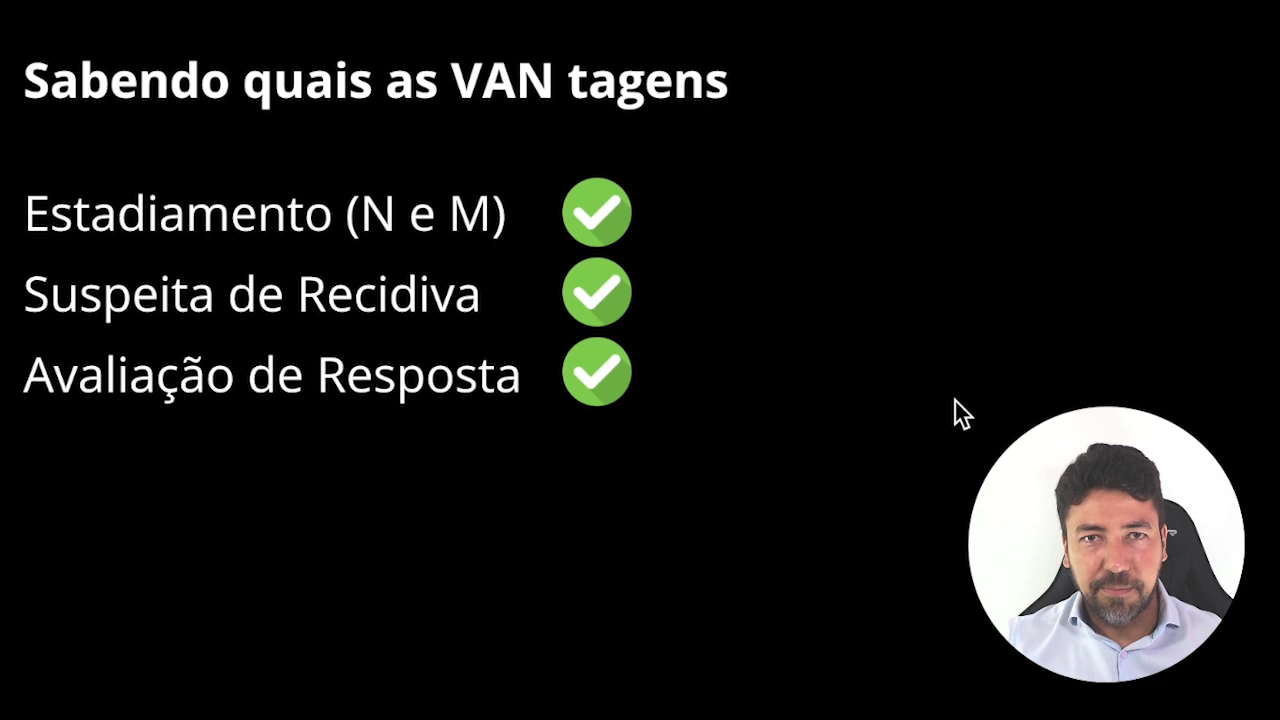 Sabendo quais as VAN tagens
Estadiamento (N e M)
Suspeita de Recidiva
Avaliação de Resposta